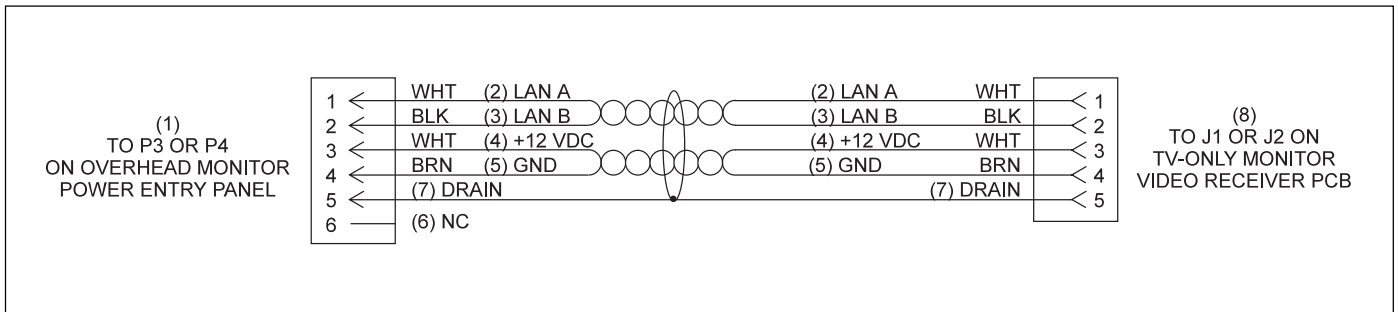 (1)
TO P3 OR P4
ON OVERHEAD MONITOR
POWER ENTRY PANEL
1 WHT (2) LAN A (2) LAN A WHT 1
2 BLK (3) LAN B (3) LAN B BLK 2
3 WHT (4) +12 VDC (4) +12 VDC WHT 3
4 BRN (5) GND (5) GND BRN 4
5 (7) DRAIN (7) DRAIN 5
6 (6) NC
(8)
TO J1 OR J2 ON
TV-ONLY MONITOR
VIDEO RECEIVER PCB